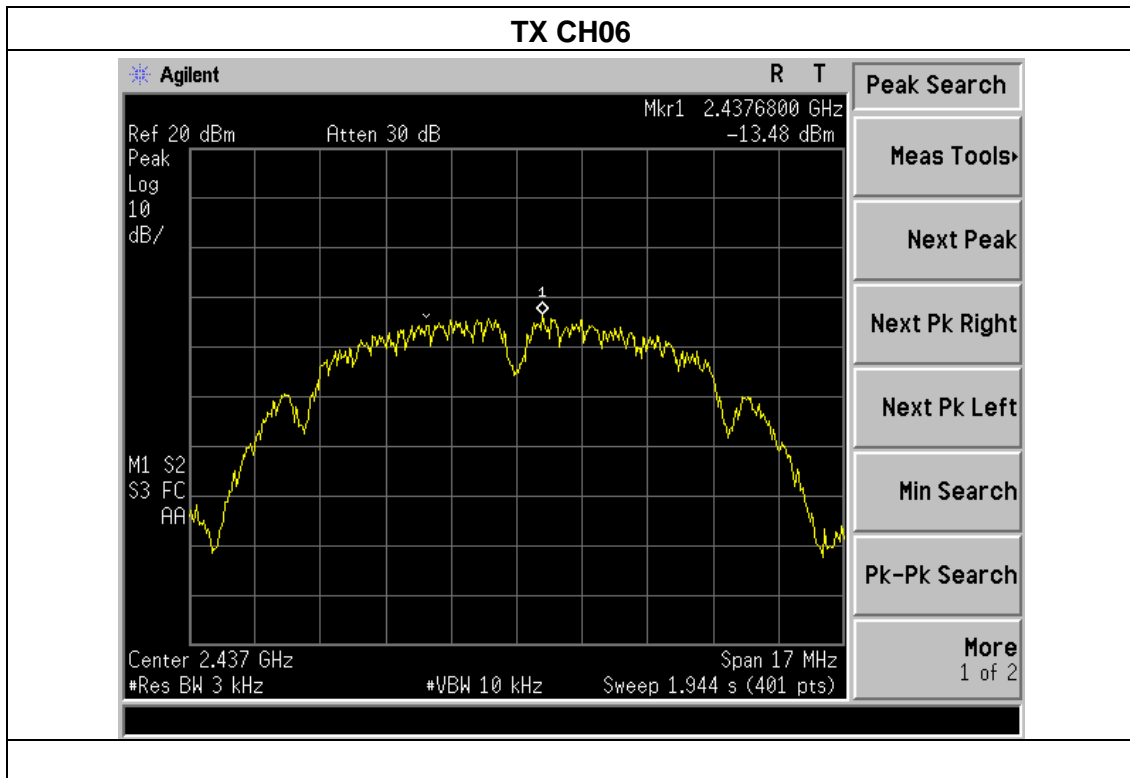 TX CH06
Agilent R T
Mkr1 2.4376800 GHz
Ref 20 dBm Atten 30 dB -13.48 dBm
Peak
Log
10
dB/
1
M1 S2
S3 FC
AA
Center 2.437 GHz Span 17 MHz
#Res BW 3 kHz #VBW 10 kHz Sweep 1.944 s (401 pts)
Peak Search
Meas Tools
Next Peak
Next Pk Right
Next Pk Left
Min Search
Pk-Pk Search
More
1 of 2